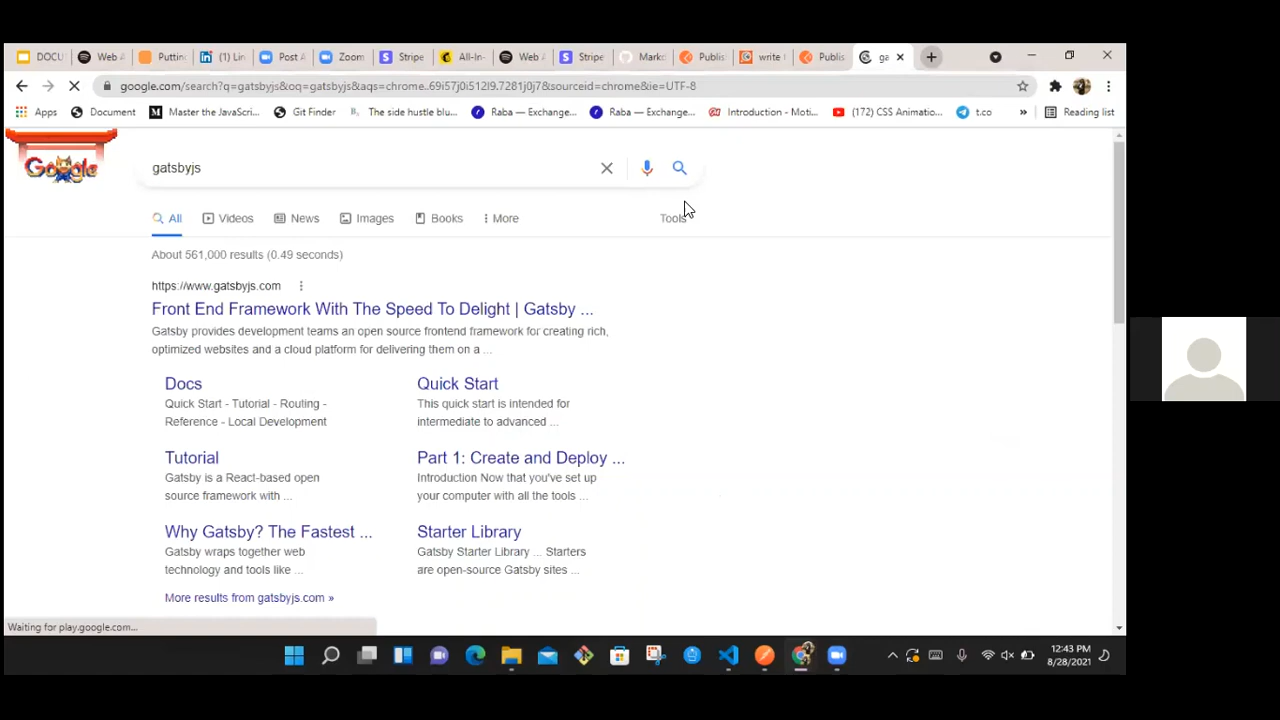 DOCU
Web A
Puttin
(1) Lin
Post A
Zoom
Stripe
All-In-
Web A
Stripe
Marko
Publis
write
Publis
ga
google.com/search?q=gatsbyjs&oq=gatsbyjs&aqs=chrome..69i57j0i512l9.7281j0j7&sourceid=chrome&ie=UTF-8
Apps
Document
Master the JavaScri...
Git Finder
The side hustle blu...
Raba — Exchange...
Raba — Exchange...
Introduction - Moti...
(172) CSS Animatio...
t.co
»
Reading list
Google
gatsbyjs
All
Videos
News
Images
Books
More
Tools
About 561,000 results (0.49 seconds)
https://www.gatsbyjs.com
Front End Framework With The Speed To Delight | Gatsby ...
Gatsby provides development teams an open source frontend framework for creating rich,
optimized websites and a cloud platform for delivering them on a ...
Docs
Quick Start - Tutorial - Routing -
Reference - Local Development
Quick Start
This quick start is intended for
intermediate to advanced ...
Tutorial
Gatsby is a React-based open
source framework with ...
Part 1: Create and Deploy ...
Introduction Now that you've set up
your computer with all the tools ...
Why Gatsby? The Fastest ...
Gatsby wraps together web
technology and tools like ...
Starter Library
Gatsby Starter Library ... Starters
are open-source Gatsby sites ...
More results from gatsbyjs.com »
Waiting for play.google.com...
12:43 PM
8/28/2021